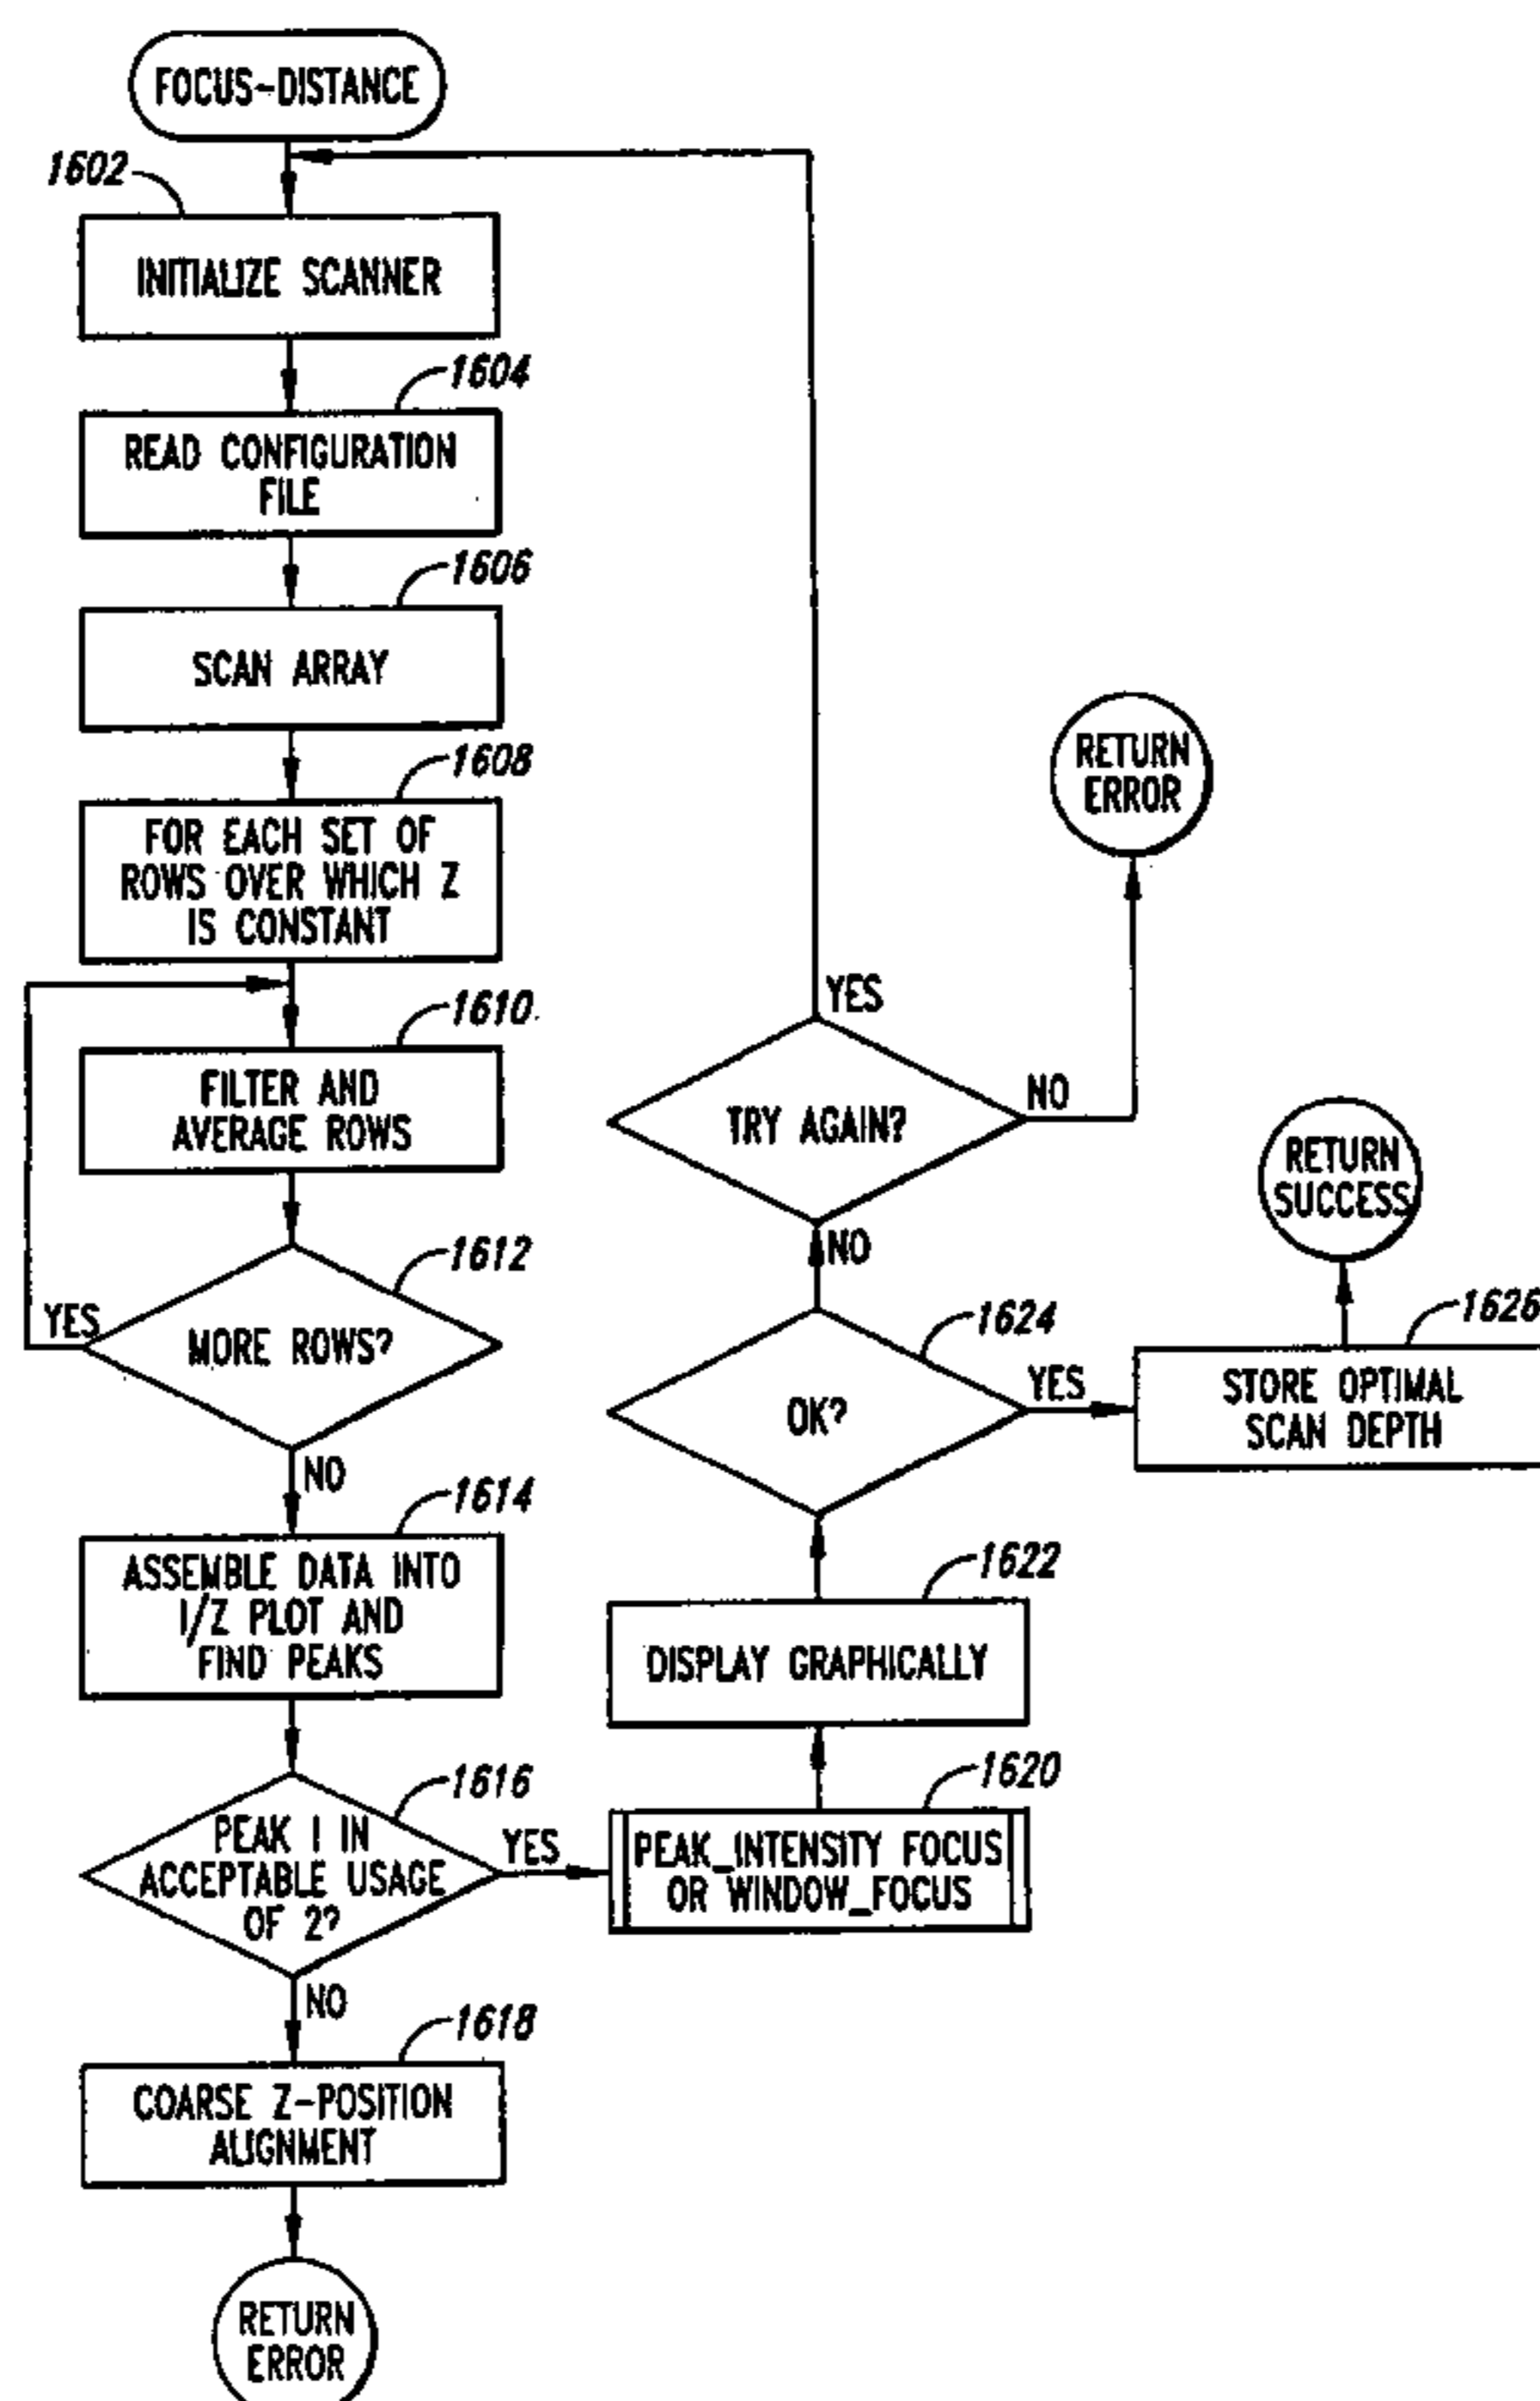 FOCUS-DISTANCE
1602
INITIALIZE SCANNER
1604
READ CONFIGURATION
FILE
1606
SCAN ARRAY
1608
FOR EACH SET OF
ROWS OVER WHICH Z
IS CONSTANT
1610
FILTER AND
AVERAGE ROWS
1612
YES
MORE ROWS?
NO
1614
ASSEMBLE DATA INTO
I/Z PLOT AND
FIND PEAKS
1616
PEAK I IN
ACCEPTABLE USAGE
OF 2?
YES
NO
1618
COARSE Z-POSITION
ALIGNMENT
RETURN
ERROR
1620
PEAK_INTENSITY FOCUS
OR WINDOW_FOCUS
1622
DISPLAY GRAPHICALLY
1624
OK?
YES
NO
TRY AGAIN?
YES
NO
RETURN
ERROR
1626
STORE OPTIMAL
SCAN DEPTH
RETURN
SUCCESS